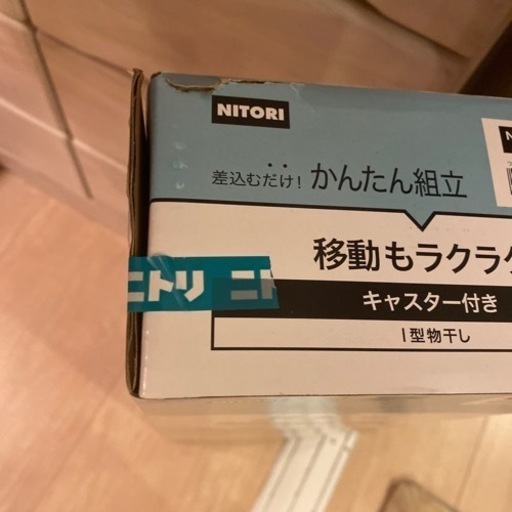 NITORI
差込むだけ! かんたん組立
移動もラクラク
キャスター付き
I型物干し
ニトリ ニト